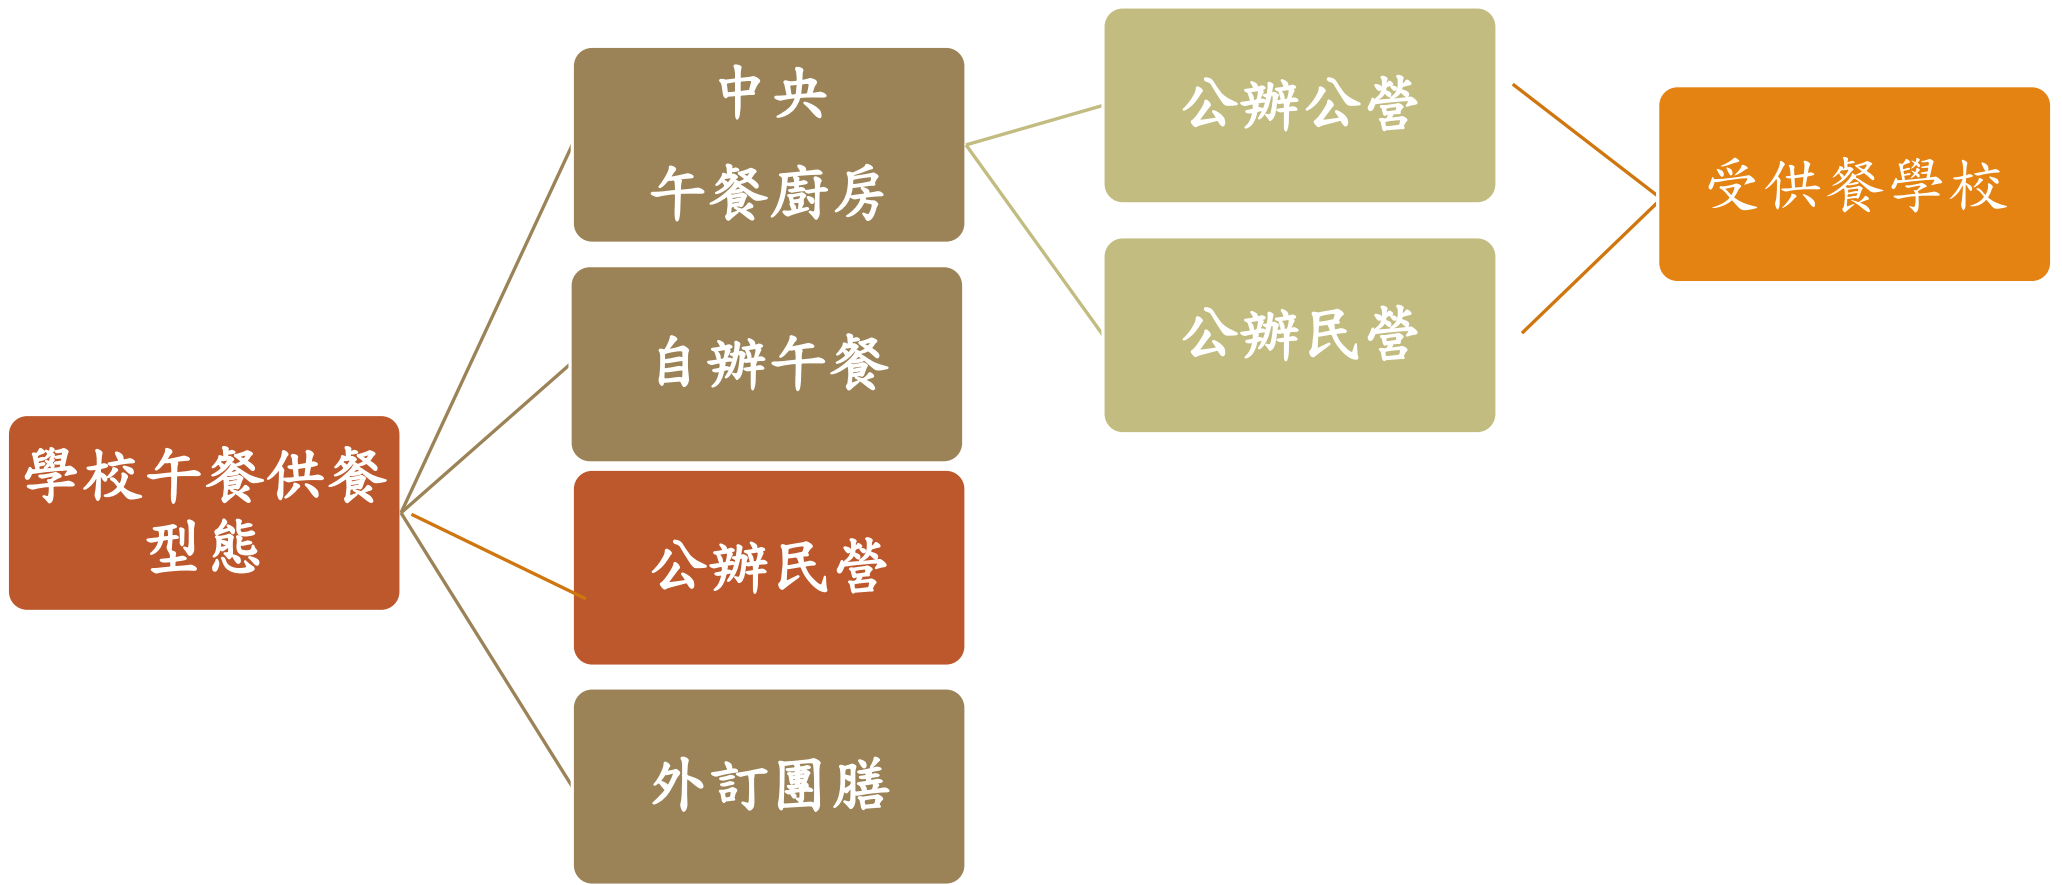 學校午餐供餐
型態
中央
午餐廚房
自辦午餐
公辦民營
外訂團膳
公辦公營
公辦民營
受供餐學校